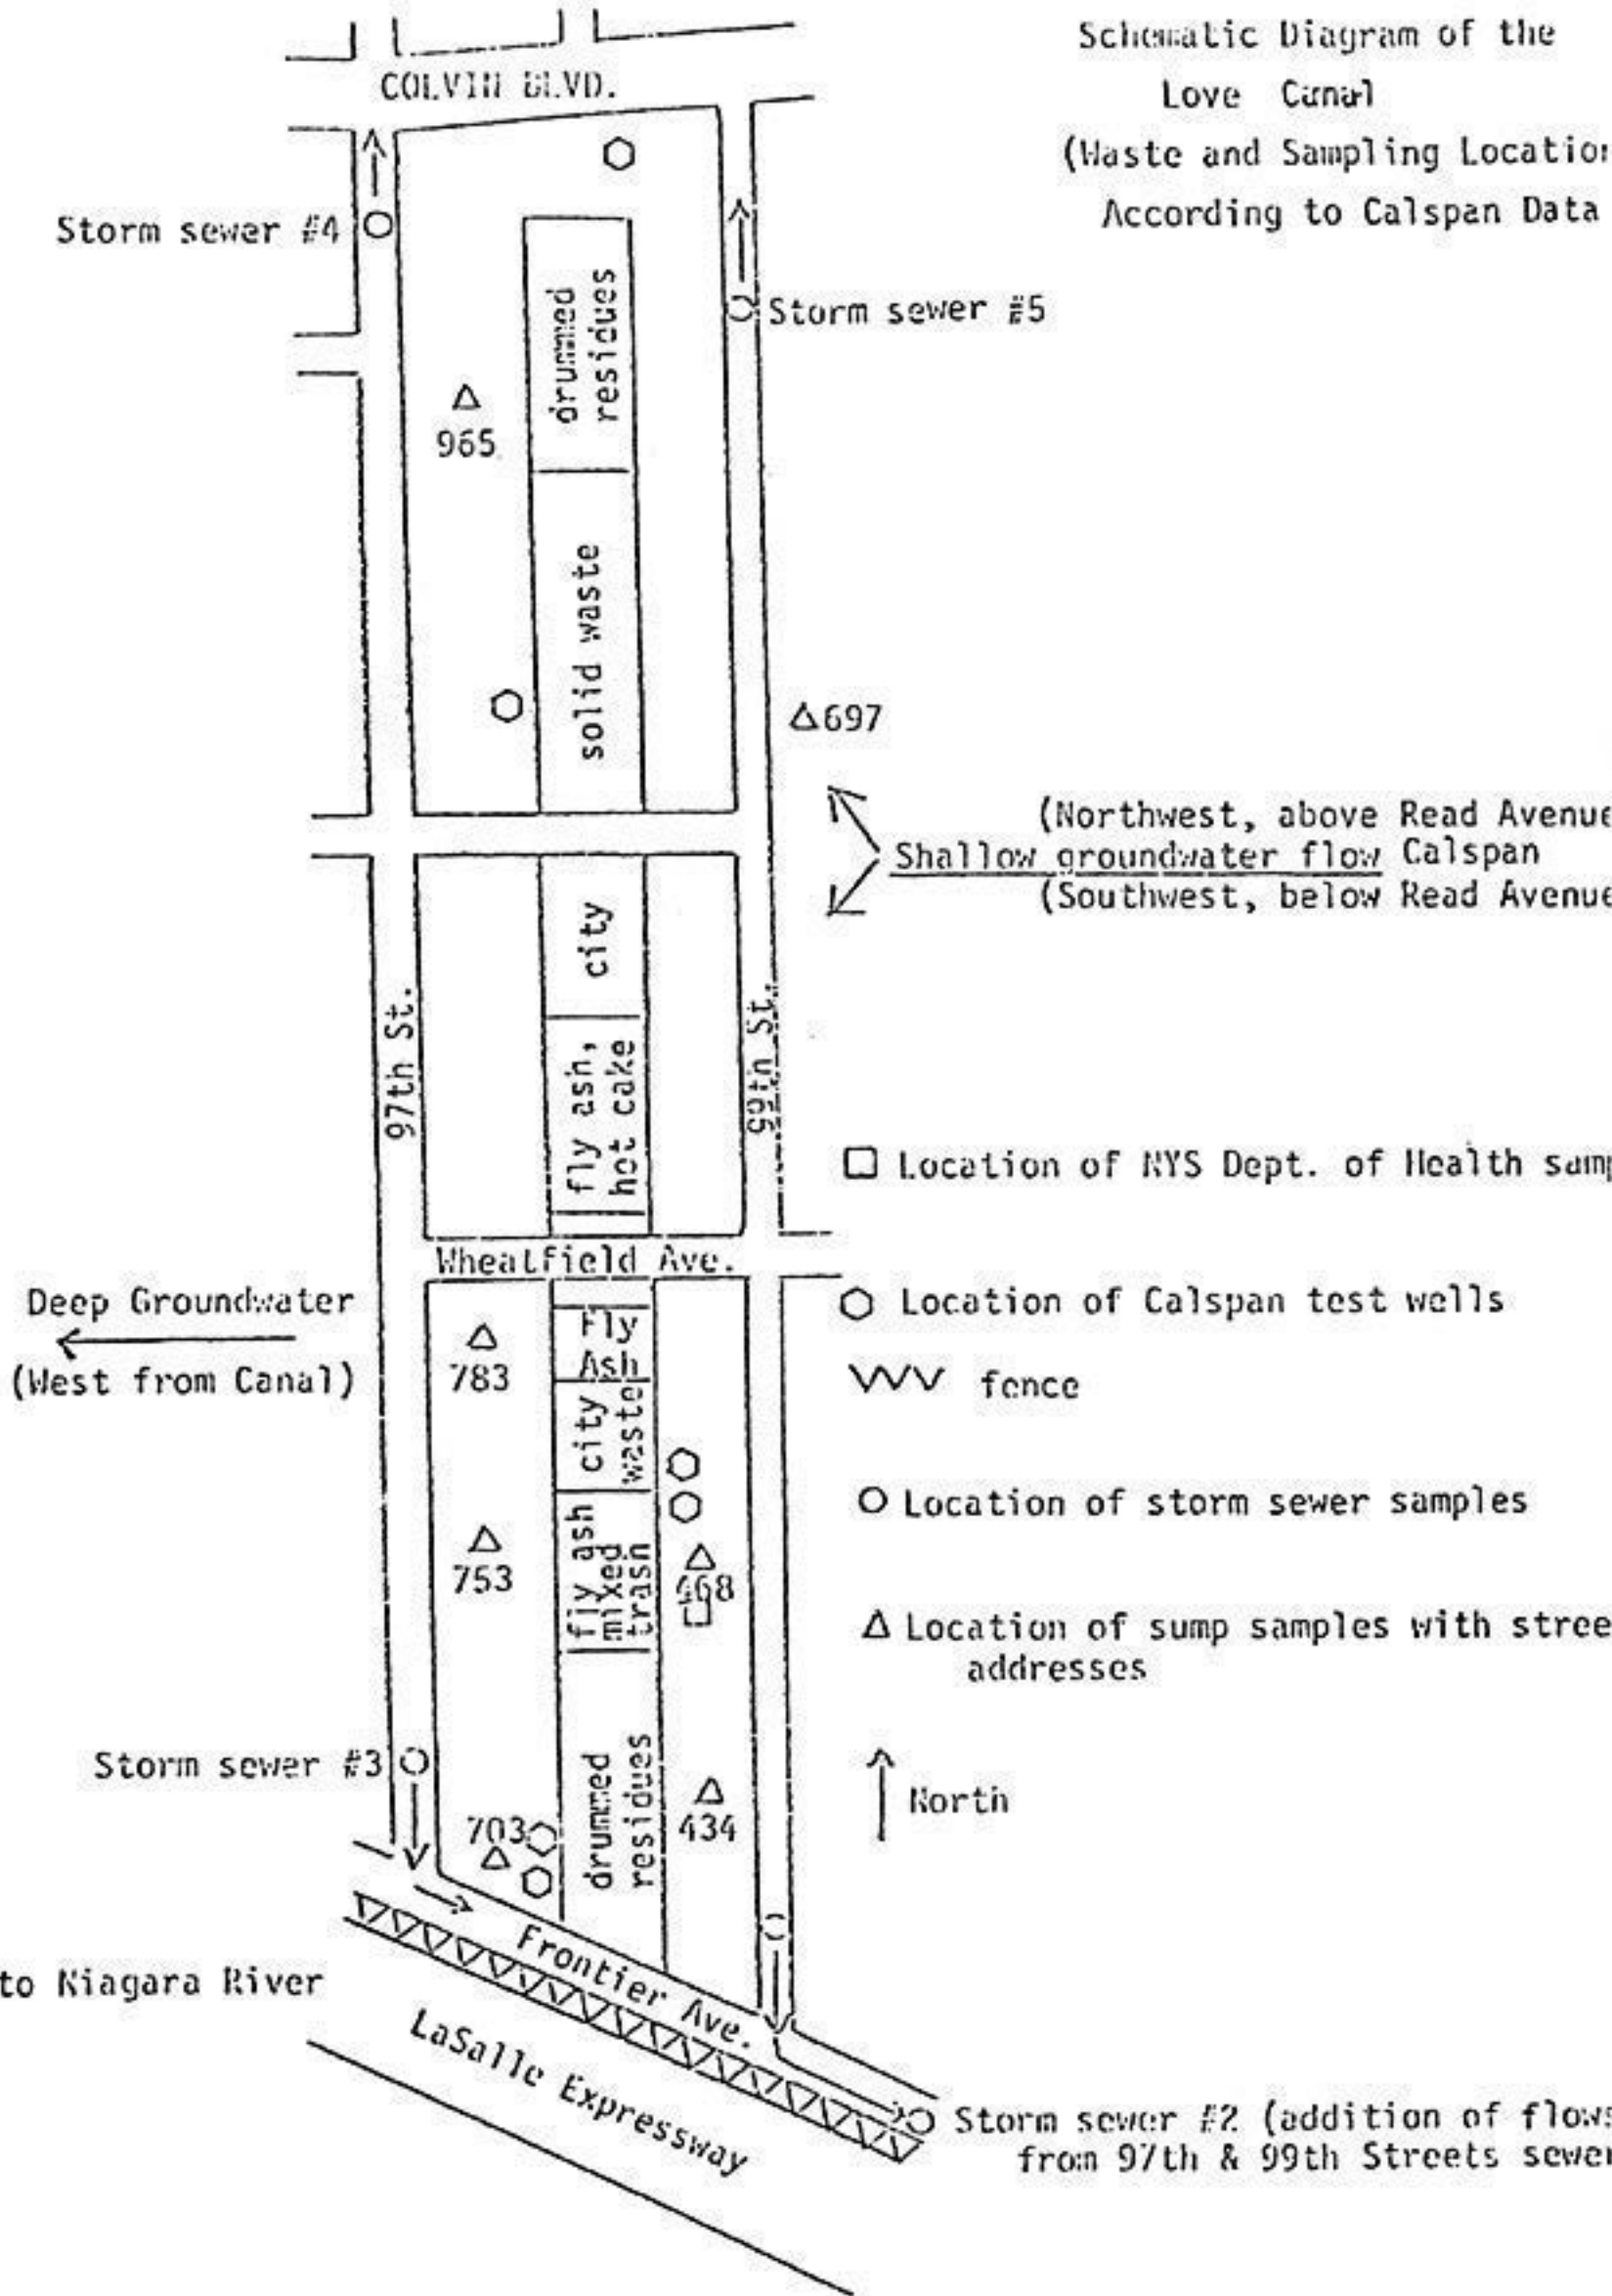 Schematic Diagram of the
Love Canal
(Waste and Sampling Location
According to Calspan Data
COLVIN BLVD.
Storm sewer #4
Storm sewer #5
drummed
residues
965
solid waste
697
(Northwest, above Read Avenue
Shallow groundwater flow Calspan
(Southwest, below Read Avenue
city
97th St.
99th St.
fly ash,
hot cake
Location of NYS Dept. of Health samp
Wheatfield Ave.
Deep Groundwater
(West from Canal)
Location of Calspan test wells
Fly
Ash
783
fence
city
waste
Location of storm sewer samples
753
fly ash
mixed
trash
468
Location of sump samples with stree
addresses
Storm sewer #3
drummed
residues
North
703
434
Frontier Ave.
to Niagara River
LaSalle Expressway
Storm sewer #2 (addition of flows
from 97th & 99th Streets sewer